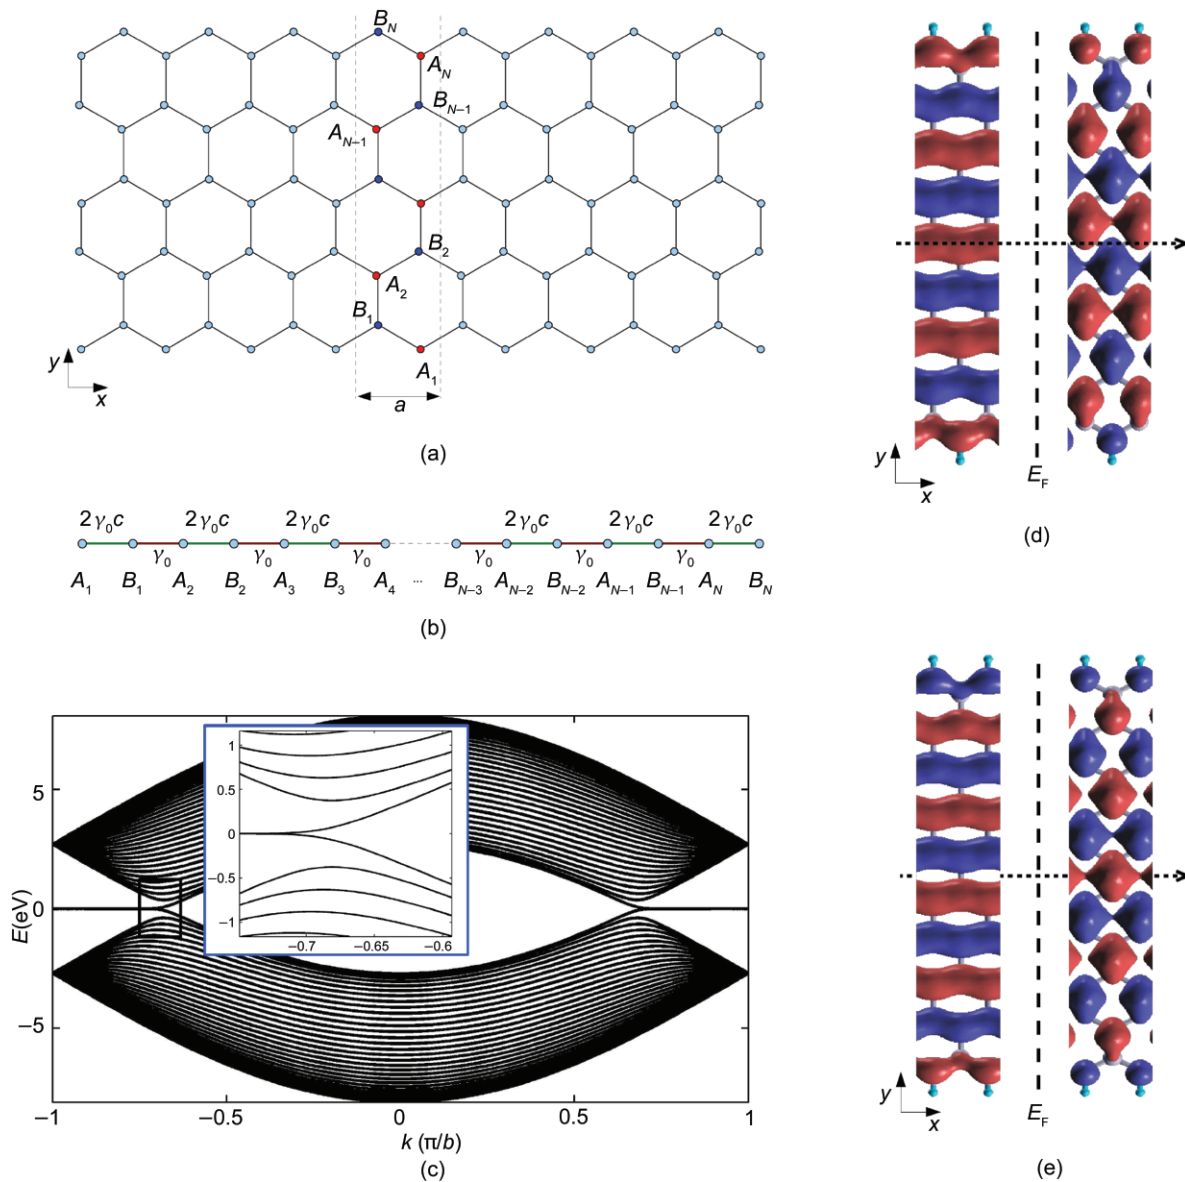 B_N
A_N
B_{N−1}
A_{N−1}
B_2
A_2
B_1
A_1
y
x
a
(a)
2γ_0c 2γ_0c 2γ_0c 2γ_0c 2γ_0c 2γ_0c
γ_0 γ_0 γ_0 γ_0 γ_0 γ_0
A_1 B_1 A_2 B_2 A_3 B_3 A_4 ... B_{N−3} A_{N−2} B_{N−2} A_{N−1} B_{N−1} A_N B_N
(b)
E(eV)
5
0
−5
−1 −0.5 0 0.5 1
k (π/b)
1
0.5
0
−0.5
−1
−0.7 −0.65 −0.6
(c)
y
x
E_F
(d)
y
x
E_F
(e)